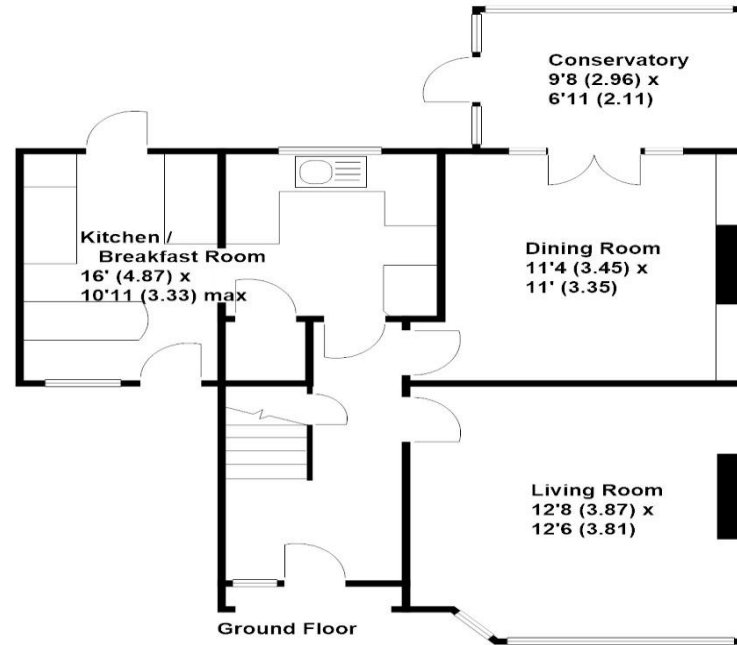 Conservatory
9'8 (2.96) x
6'11 (2.11)
Kitchen /
Breakfast Room
16' (4.87) x
10'11 (3.33) max
Dining Room
11'4 (3.45) x
11' (3.35)
Living Room
12'8 (3.87) x
12'6 (3.81)
Ground Floor